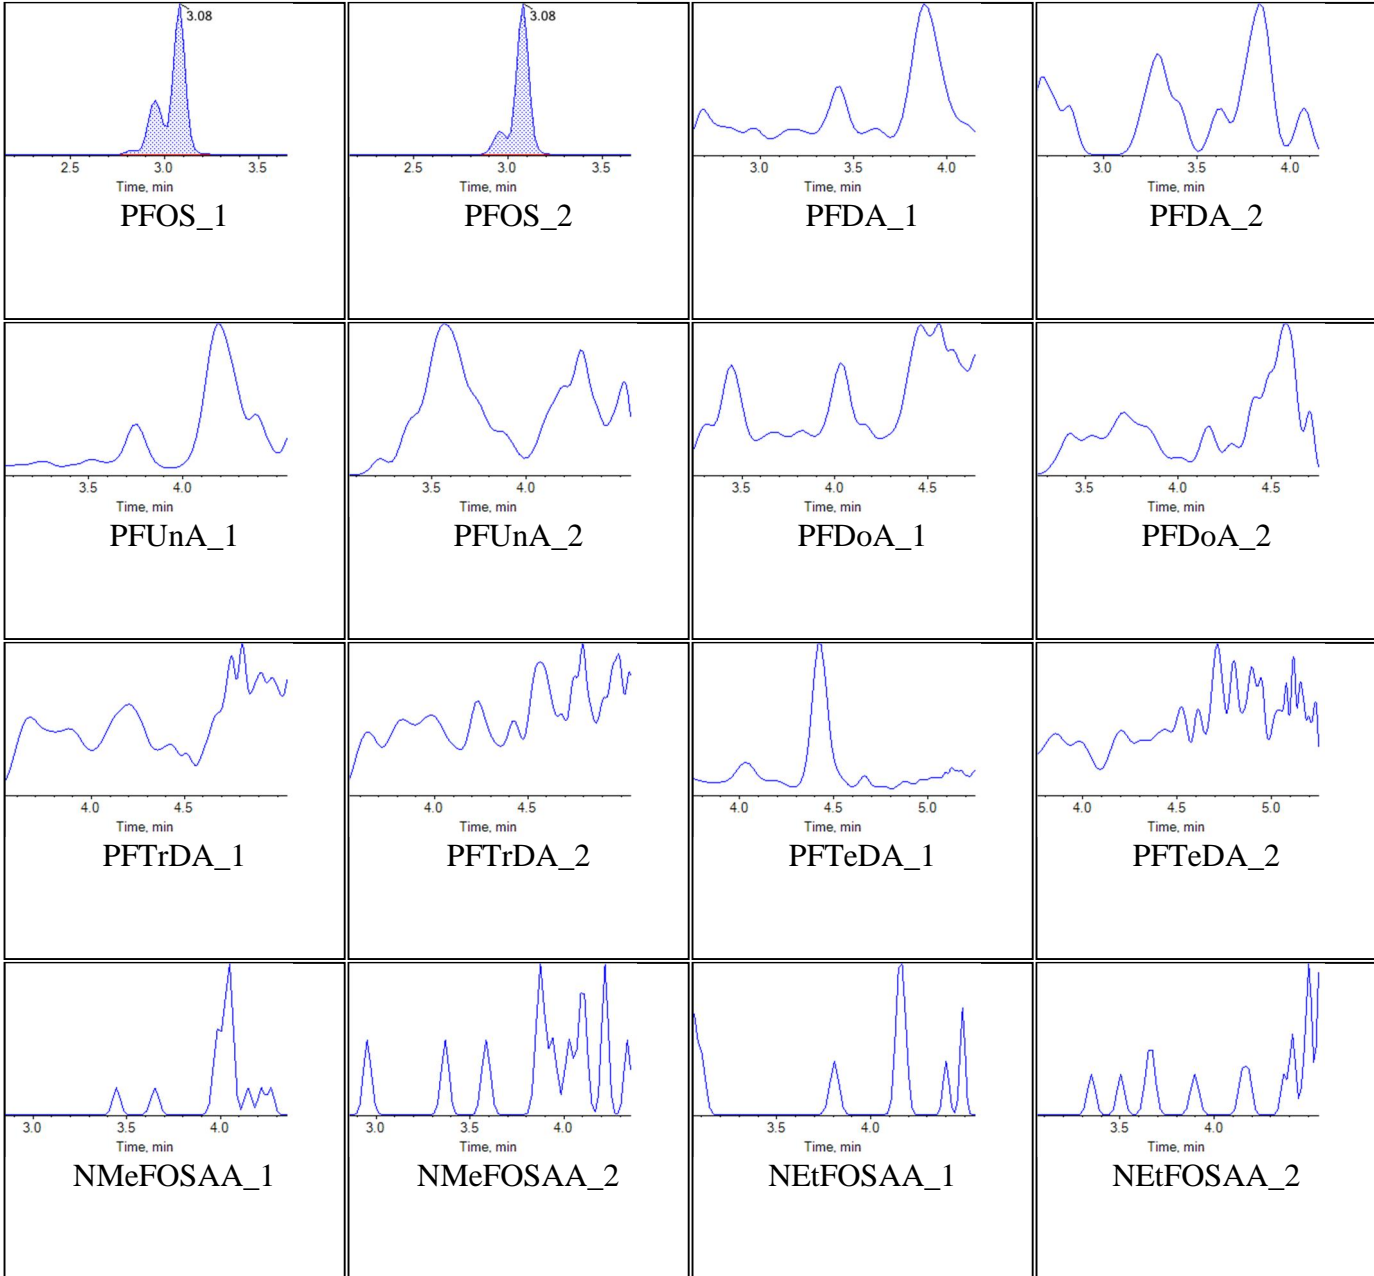 3.08
2.5 3.0 3.5
Time, min
PFOS_1
3.08
2.5 3.0 3.5
Time, min
PFOS_2
3.0 3.5 4.0
Time, min
PFDA_1
3.0 3.5 4.0
Time, min
PFDA_2
3.5 4.0
Time, min
PFUnA_1
3.5 4.0
Time, min
PFUnA_2
3.5 4.0 4.5
Time, min
PFDoA_1
3.5 4.0 4.5
Time, min
PFDoA_2
4.0 4.5
Time, min
PFTrDA_1
4.0 4.5
Time, min
PFTrDA_2
4.0 4.5 5.0
Time, min
PFTeDA_1
4.0 4.5 5.0
Time, min
PFTeDA_2
3.0 3.5 4.0
Time, min
NMeFOSAA_1
3.0 3.5 4.0
Time, min
NMeFOSAA_2
3.5 4.0
Time, min
NEtFOSAA_1
3.5 4.0
Time, min
NEtFOSAA_2